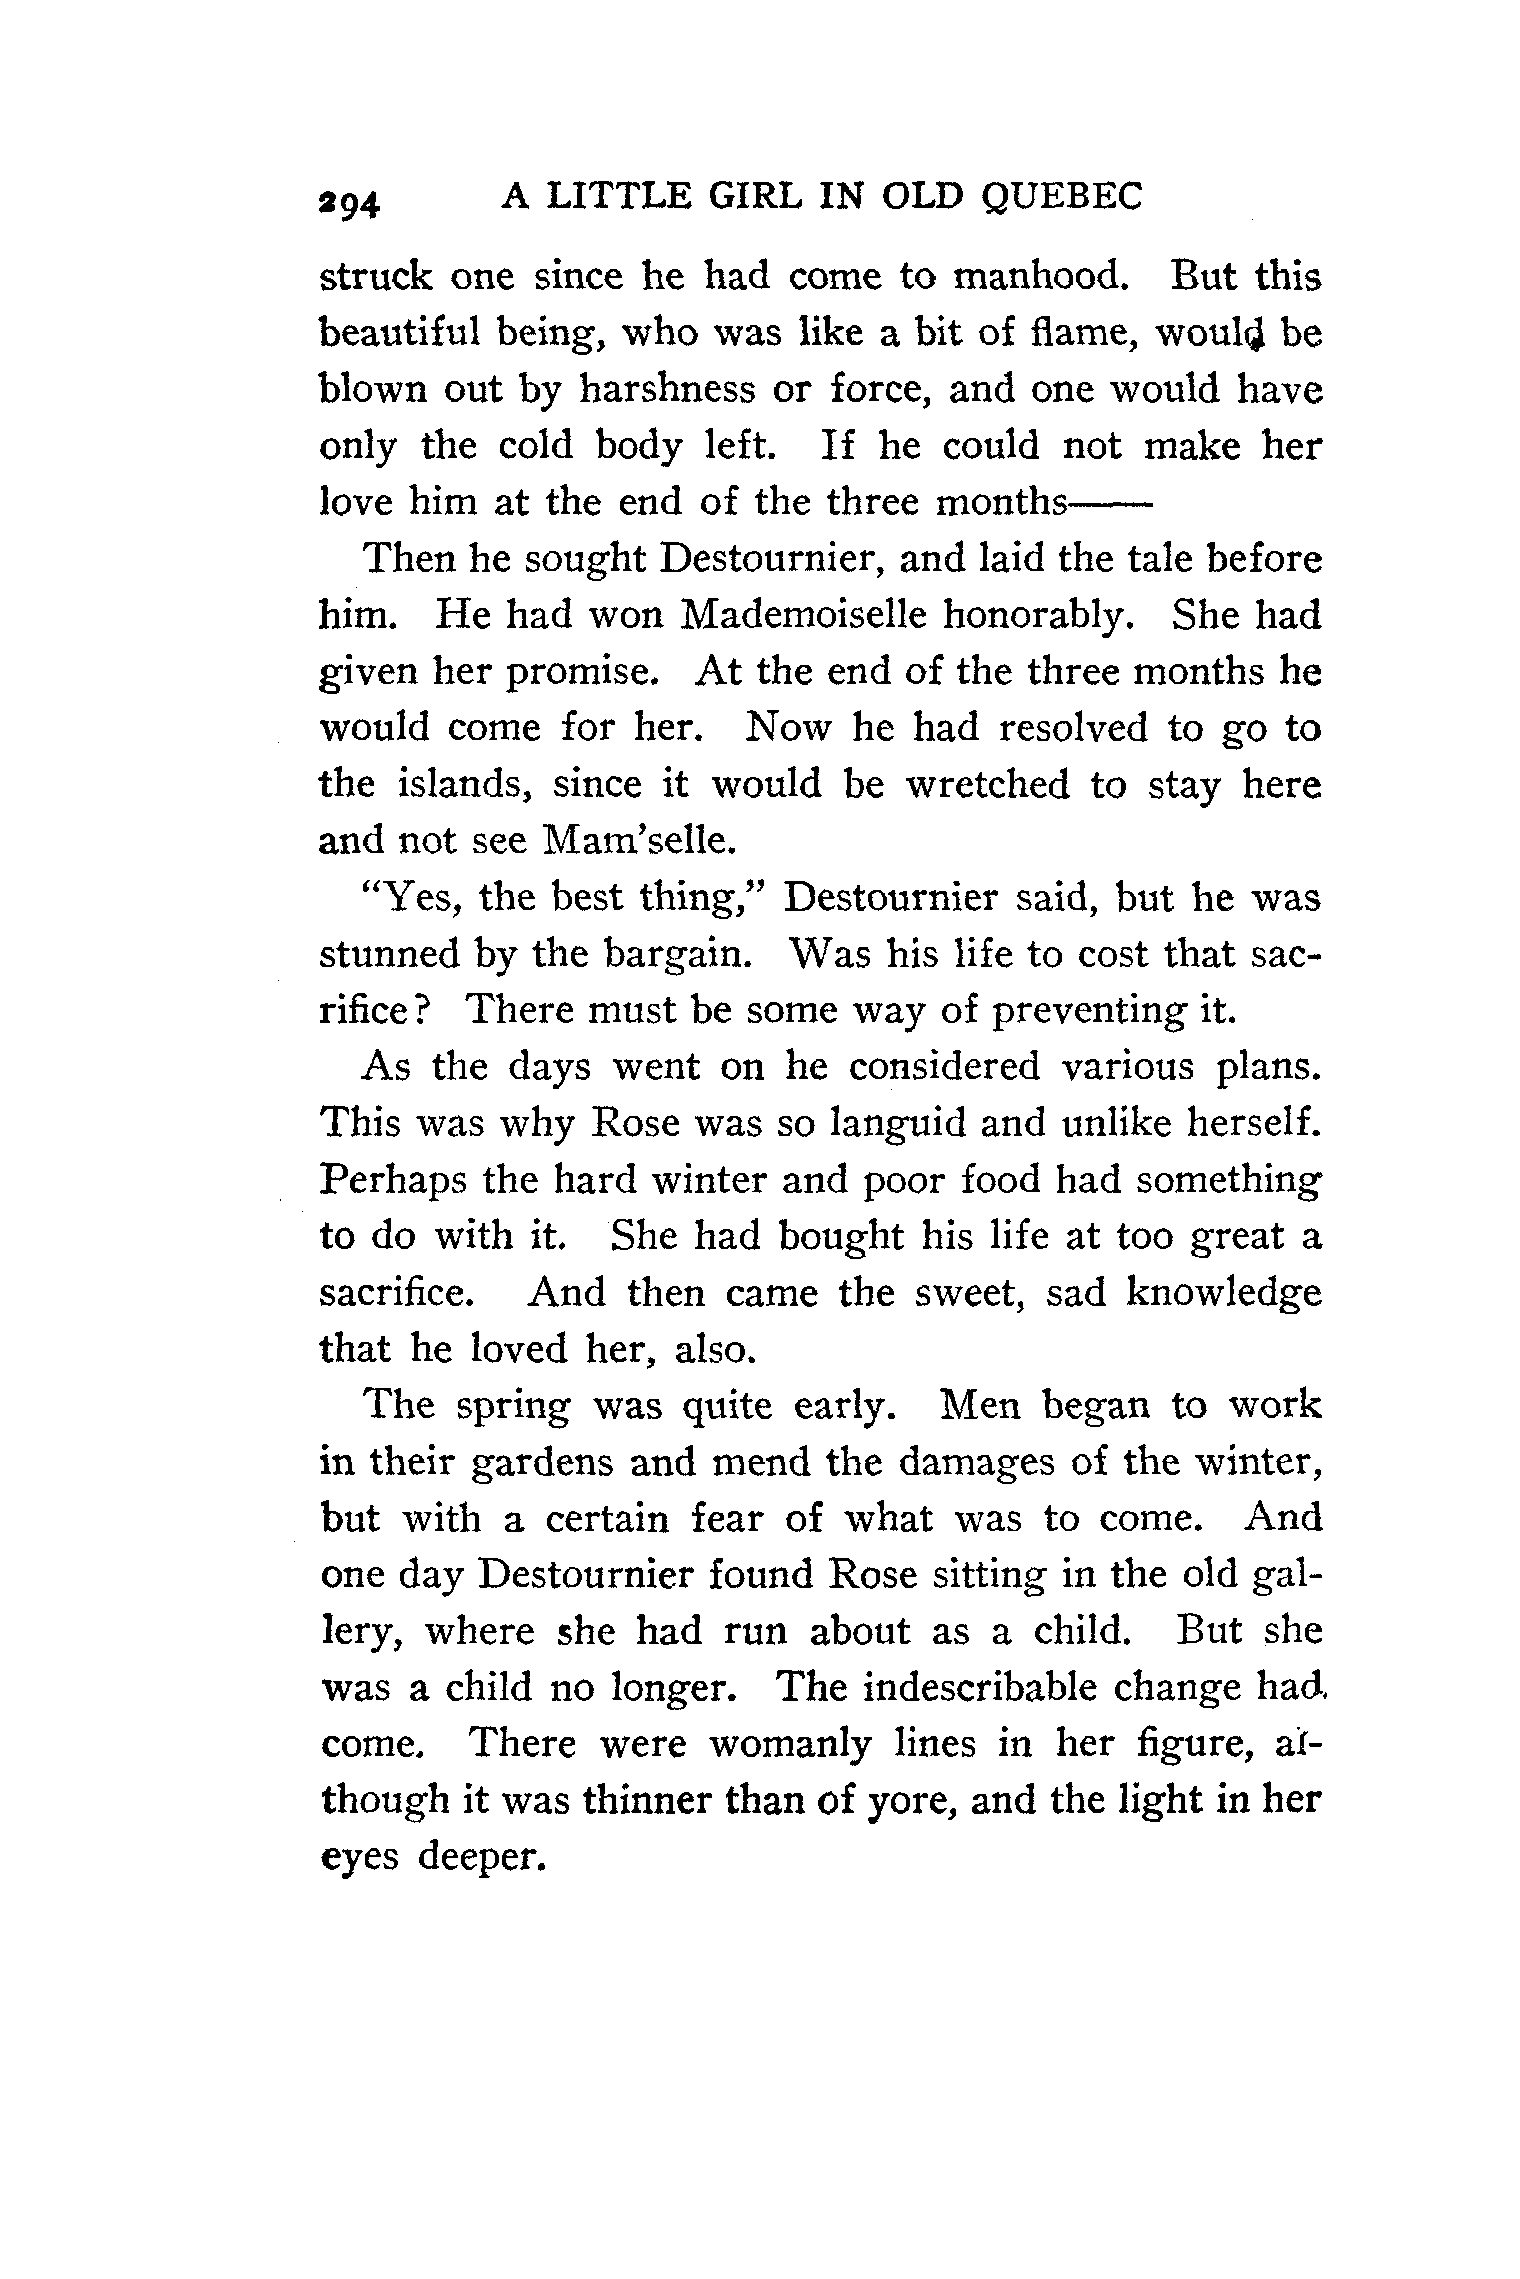 294 A LITTLE GIRL IN OLD QUEBEC
struck one since he had come to manhood. But this
beautiful being, who was like a bit of flame, would be
blown out by harshness or force, and one would have
only the cold body left. If he could not make her
love him at the end of the three months——
Then he sought Destournier, and laid the tale before
him. He had won Mademoiselle honorably. She had
given her promise. At the end of the three months he
would come for her. Now he had resolved to go to
the islands, since it would be wretched to stay here
and not see Mam'selle.
“Yes, the best thing,” Destournier said, but he was
stunned by the bargain. Was his life to cost that sac-
rifice? There must be some way of preventing it.
As the days went on he considered various plans.
This was why Rose was so languid and unlike herself.
Perhaps the hard winter and poor food had something
to do with it. She had bought his life at too great a
sacrifice. And then came the sweet, sad knowledge
that he loved her, also.
The spring was quite early. Men began to work
in their gardens and mend the damages of the winter,
but with a certain fear of what was to come. And
one day Destournier found Rose sitting in the old gal-
lery, where she had run about as a child. But she
was a child no longer. The indescribable change had
come. There were womanly lines in her figure, al-
though it was thinner than of yore, and the light in her
eyes deeper.